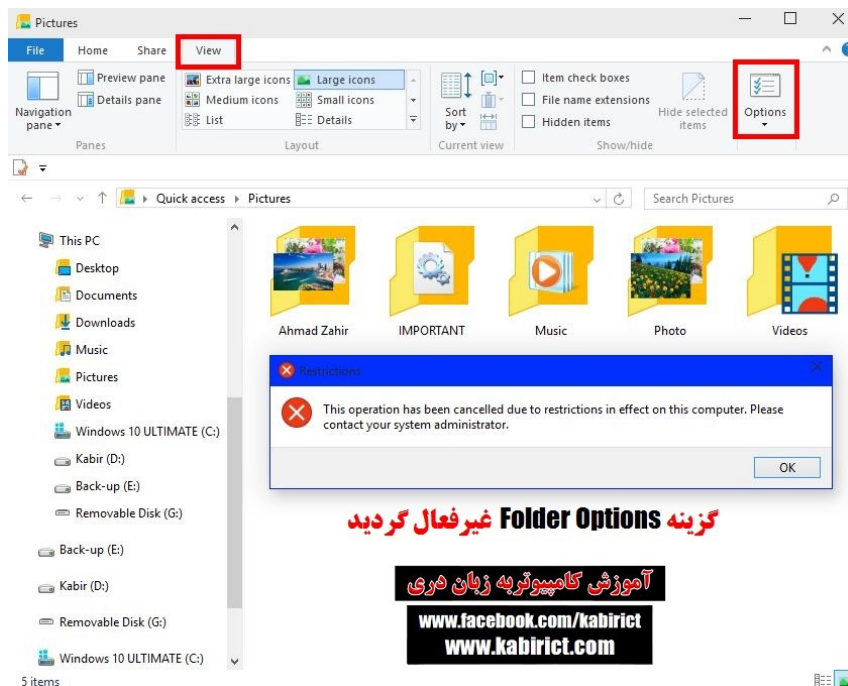 Pictures
File Home Share View
Preview pane
Details pane
Navigation pane
Panes
Extra large icons Large icons
Medium icons Small icons
List Details
Layout
Sort by
Current view
Item check boxes
File name extensions
Hidden items
Hide selected items
Show/hide
Options
Quick access Pictures
Search Pictures
This PC
Desktop
Documents
Downloads
Music
Pictures
Videos
Windows 10 ULTIMATE (C:)
Kabir (D:)
Back-up (E:)
Removable Disk (G:)
Back-up (E:)
Kabir (D:)
Removable Disk (G:)
Windows 10 ULTIMATE (C:)
5 items
Ahmad Zahir IMPORTANT Music Photo Videos
Restrictions
This operation has been cancelled due to restrictions in effect on this computer. Please
contact your system administrator.
OK
گزینه Folder Options غیرفعال گردید
آموزش کامپیوتربه زبان دری
www.facebook.com/kabirict
www.kabirict.com